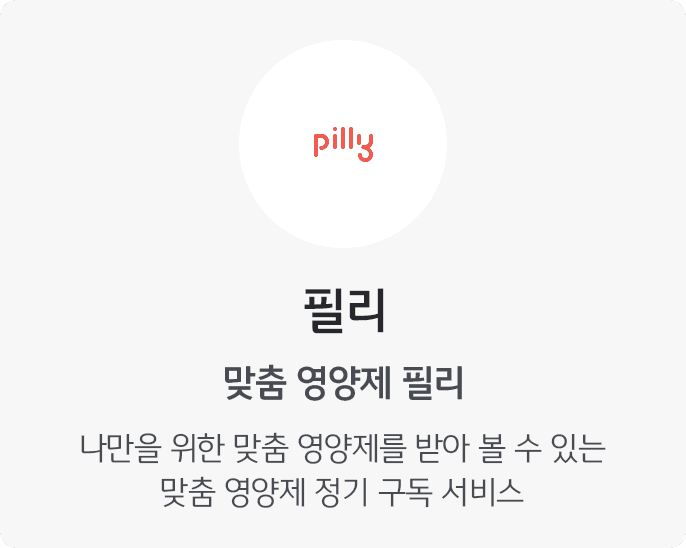 pilly
필리
맞춤 영양제 필리
나만을 위한 맞춤 영양제를 받아 볼 수 있는
맞춤 영양제 정기 구독 서비스